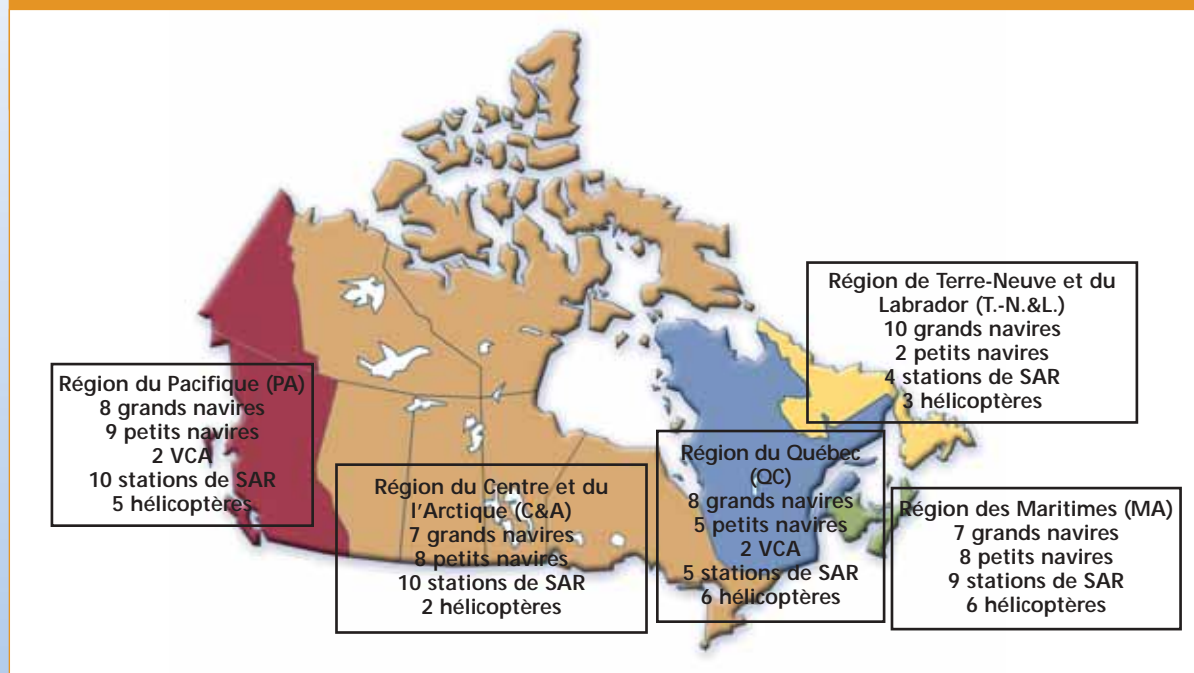 Région de Terre-Neuve et du
Labrador (T.-N.&L.)
10 grands navires
2 petits navires
4 stations de SAR
3 hélicoptères
Région du Pacifique (PA)
8 grands navires
9 petits navires
2 VCA
10 stations de SAR
5 hélicoptères
Région du Centre et du
l'Arctique (C&A)
7 grands navires
8 petits navires
10 stations de SAR
2 hélicoptères
Région du Québec
(QC)
8 grands navires
5 petits navires
2 VCA
5 stations de SAR
6 hélicoptères
Région des Maritimes (MA)
7 grands navires
8 petits navires
9 stations de SAR
6 hélicoptères